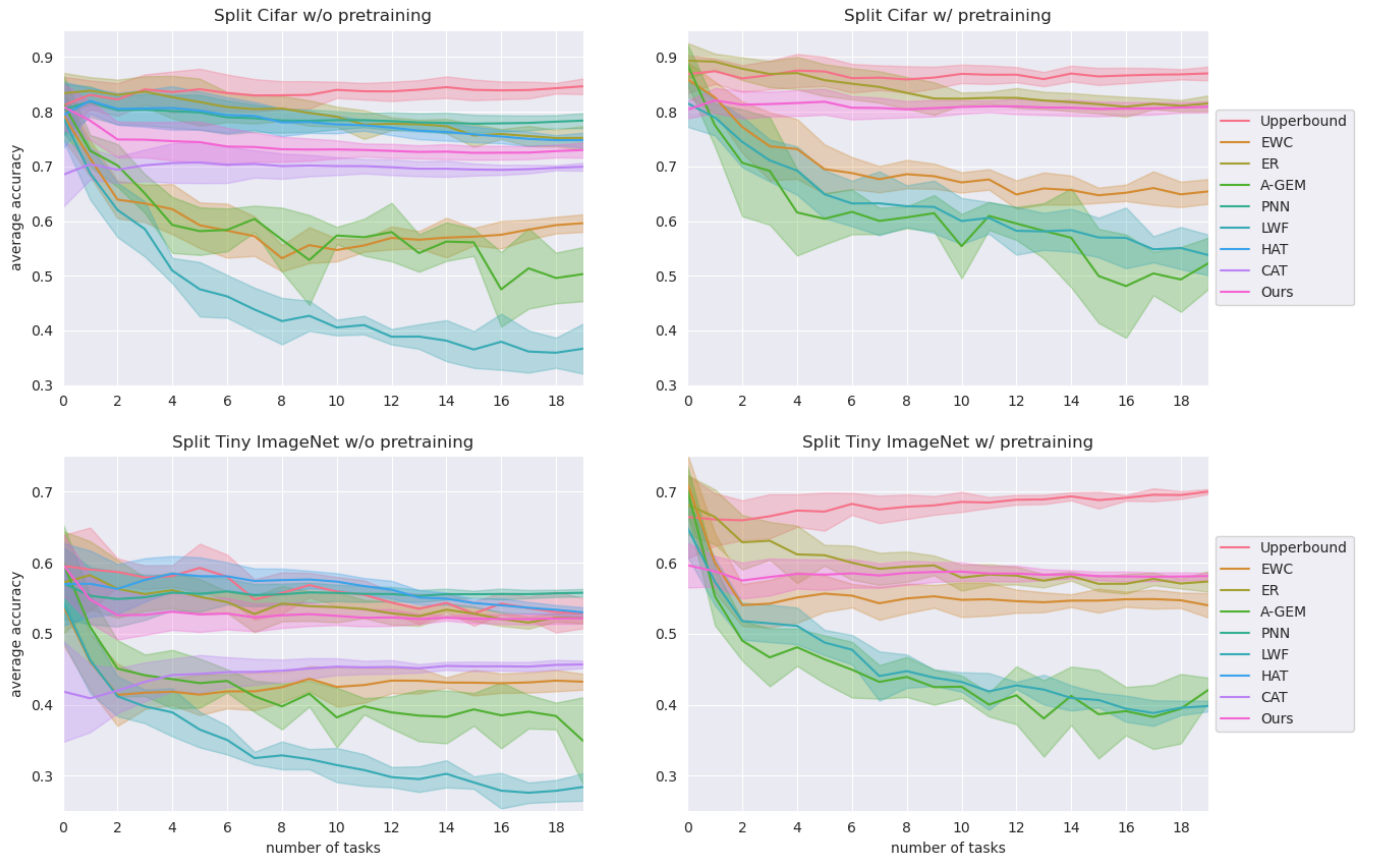 Split Cifar w/o pretraining
average accuracy
0.9
0.8
0.7
0.6
0.5
0.4
0.3
0 2 4 6 8 10 12 14 16 18
Split Cifar w/ pretraining
0.9
0.8
0.7
0.6
0.5
0.4
0.3
0 2 4 6 8 10 12 14 16 18
Upperbound
EWC
ER
A-GEM
PNN
LWF
HAT
CAT
Ours
Split Tiny ImageNet w/o pretraining
average accuracy
0.7
0.6
0.5
0.4
0.3
0 2 4 6 8 10 12 14 16 18
number of tasks
Split Tiny ImageNet w/ pretraining
0.7
0.6
0.5
0.4
0.3
0 2 4 6 8 10 12 14 16 18
number of tasks
Upperbound
EWC
ER
A-GEM
PNN
LWF
HAT
CAT
Ours